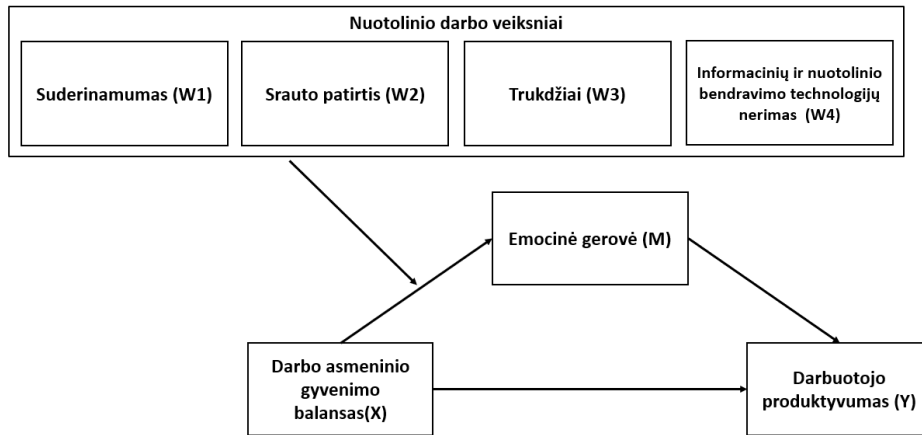 Nuotolinio darbo veiksniai
Suderinamumas (W1)
Srauto patirtis (W2)
Trukdžiai (W3)
Informacinių ir nuotolinio
bendravimo technologijų
nerimas (W4)
Emocinė gerovė (M)
Darbo asmeninio
gyvenimo
balansas(X)
Darbuotojo
produktyvumas (Y)